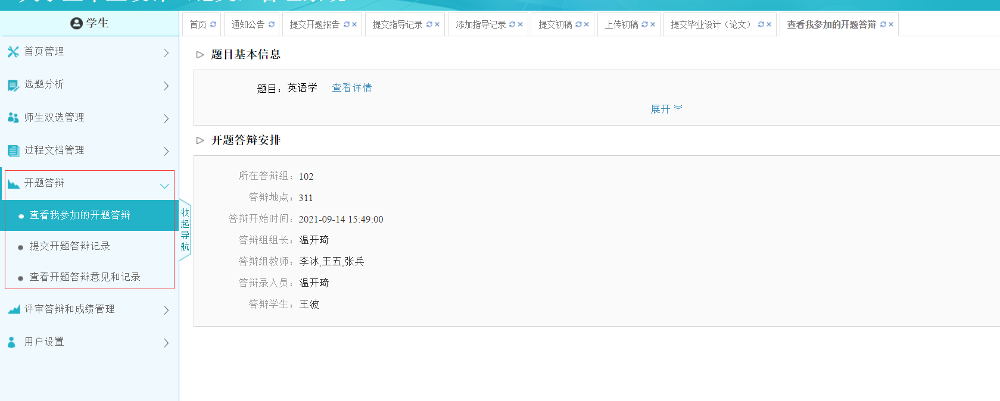 学生
首页管理
选题分析
师生双选管理
过程文档管理
开题答辩
查看我参加的开题答辩
提交开题答辩记录
查看开题答辩意见和记录
评审答辩和成绩管理
用户设置
收起导航
首页 通知公告 提交开题报告 提交指导记录 添加指导记录 提交初稿 上传初稿 提交毕业设计（论文） 查看我参加的开题答辩
题目基本信息
题目：英语学 查看详情
展开
开题答辩安排
所在答辩组：102
答辩地点：311
答辩开始时间：2021-09-14 15:49:00
答辩组组长：温开琦
答辩组教师：李冰,王五,张兵
答辩录入员：温开琦
答辩学生：王波